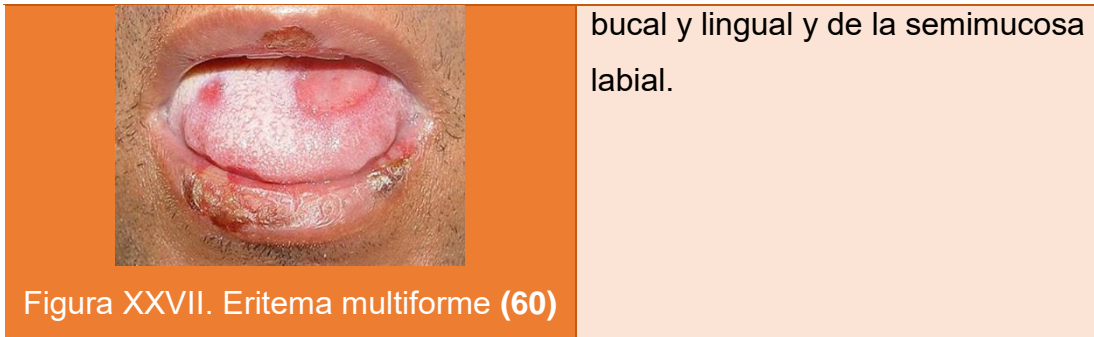 bucal y lingual y de la semimucosa
labial.
Figura XXVII. Eritema multiforme (60)